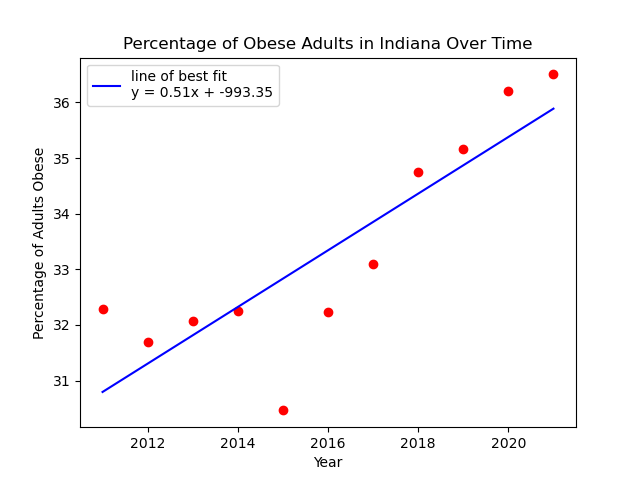 Percentage of Obese Adults in Indiana Over Time
line of best fit
y = 0.51x + -993.35
36
35
34
33
32
31
Percentage of Adults Obese
2012 2014 2016 2018 2020
Year